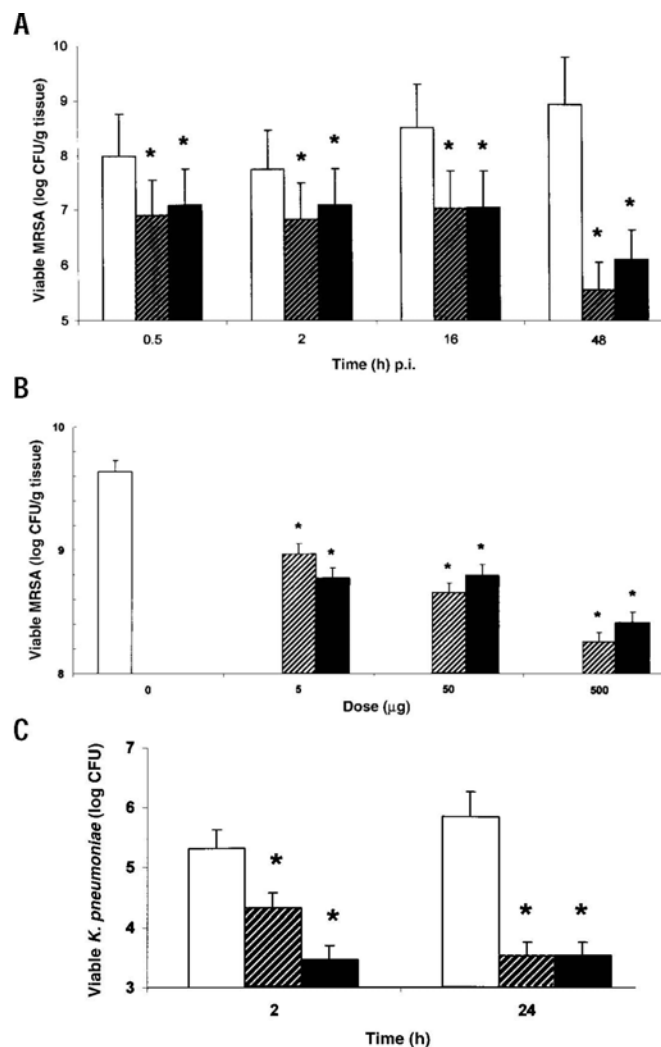 A
Viable MRSA (log CFU/g tissue)
10
9
8
7
6
5
* *
* *
* *
* *
0.5 2 16 48
Time (h) p.i.
B
Viable MRSA (log CFU/g tissue)
10
9
8
* *
* *
* *
0 5 50 500
Dose (μg)
C
Viable K. pneumoniae (log CFU)
7
6
5
4
3
* *
* *
2 24
Time (h)